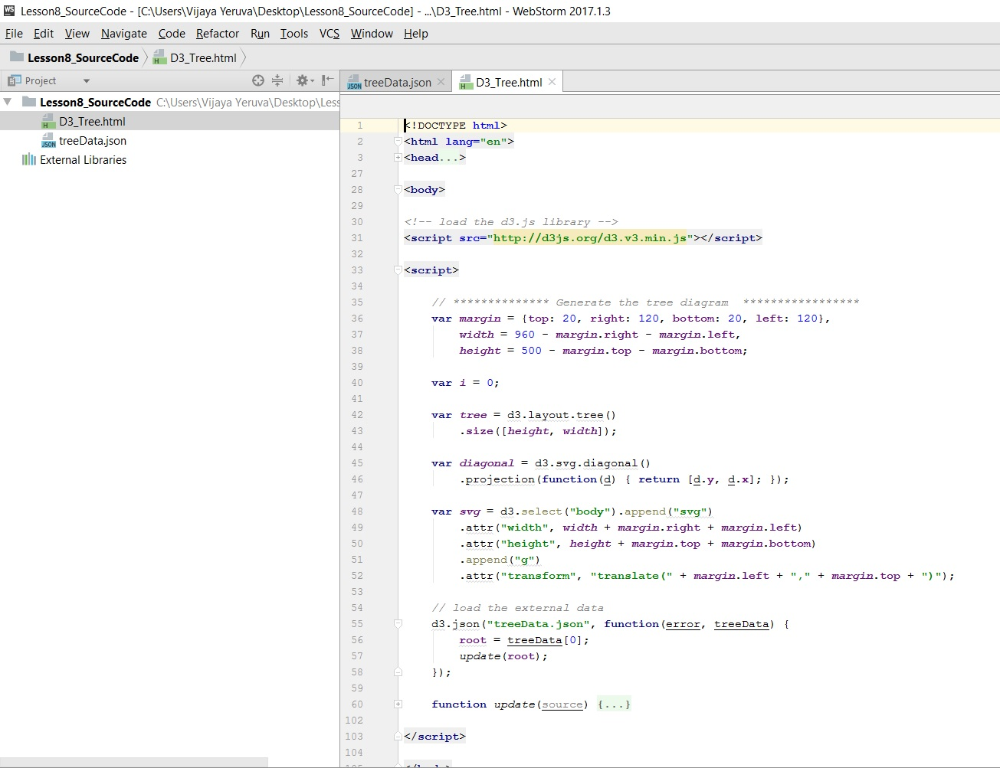 WS Lesson8_SourceCode - [C:\Users\Vijaya Yeruva\Desktop\Lesson8_SourceCode] - ...\D3_Tree.html - WebStorm 2017.1.3
File Edit View Navigate Code Refactor Run Tools VCS Window Help
Lesson8_SourceCode H D3_Tree.html
Project
JSON treeData.json H D3_Tree.html
Lesson8_SourceCode C:\Users\Vijaya Yeruva\Desktop\Less
H D3_Tree.html
JSON treeData.json
External Libraries
1 <!DOCTYPE html>
2 <html lang="en">
3 <head...>
27
28 <body>
29
30 <!-- load the d3.js library -->
31 <script src="http://d3js.org/d3.v3.min.js"></script>
32
33 <script>
34
35 // ************** Generate the tree diagram *****************
36 var margin = {top: 20, right: 120, bottom: 20, left: 120},
37 width = 960 - margin.right - margin.left,
38 height = 500 - margin.top - margin.bottom;
39
40 var i = 0;
41
42 var tree = d3.layout.tree()
43 .size([height, width]);
44
45 var diagonal = d3.svg.diagonal()
46 .projection(function(d) { return [d.y, d.x]; });
47
48 var svg = d3.select("body").append("svg")
49 .attr("width", width + margin.right + margin.left)
50 .attr("height", height + margin.top + margin.bottom)
51 .append("g")
52 .attr("transform", "translate(" + margin.left + "," + margin.top + ")");
53
54 // load the external data
55 d3.json("treeData.json", function(error, treeData) {
56 root = treeData[0];
57 update(root);
58 });
59
60 function update(source) {...}
102
103 </script>
104